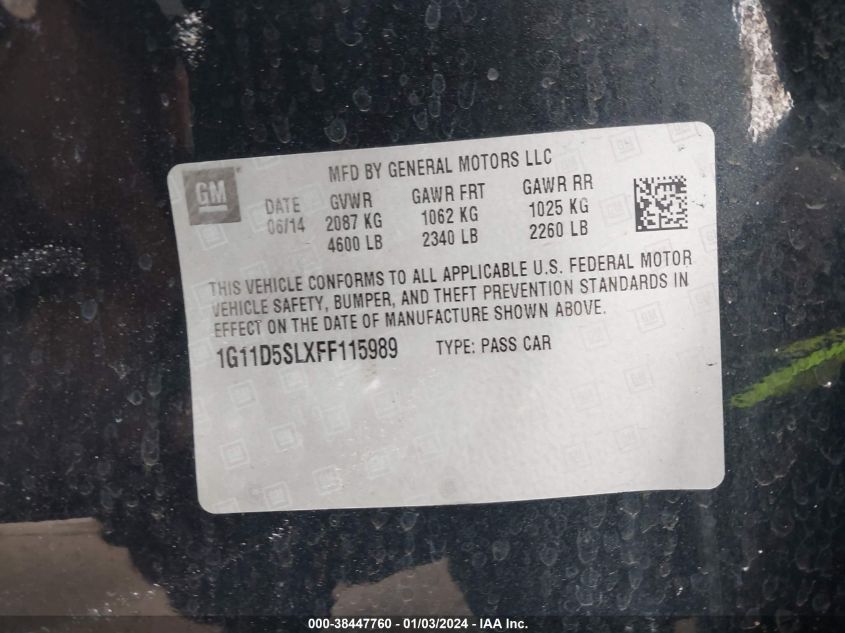 MFD BY GENERAL MOTORS LLC
GM
DATE GVWR GAWR FRT GAWR RR
06/14 2087 KG 1062 KG 1025 KG
4600 LB 2340 LB 2260 LB
THIS VEHICLE CONFORMS TO ALL APPLICABLE U.S. FEDERAL MOTOR
VEHICLE SAFETY, BUMPER, AND THEFT PREVENTION STANDARDS IN
EFFECT ON THE DATE OF MANUFACTURE SHOWN ABOVE.
1G11D5SLXFF115989 TYPE: PASS CAR
000-38447760 - 01/03/2024 - IAA Inc.